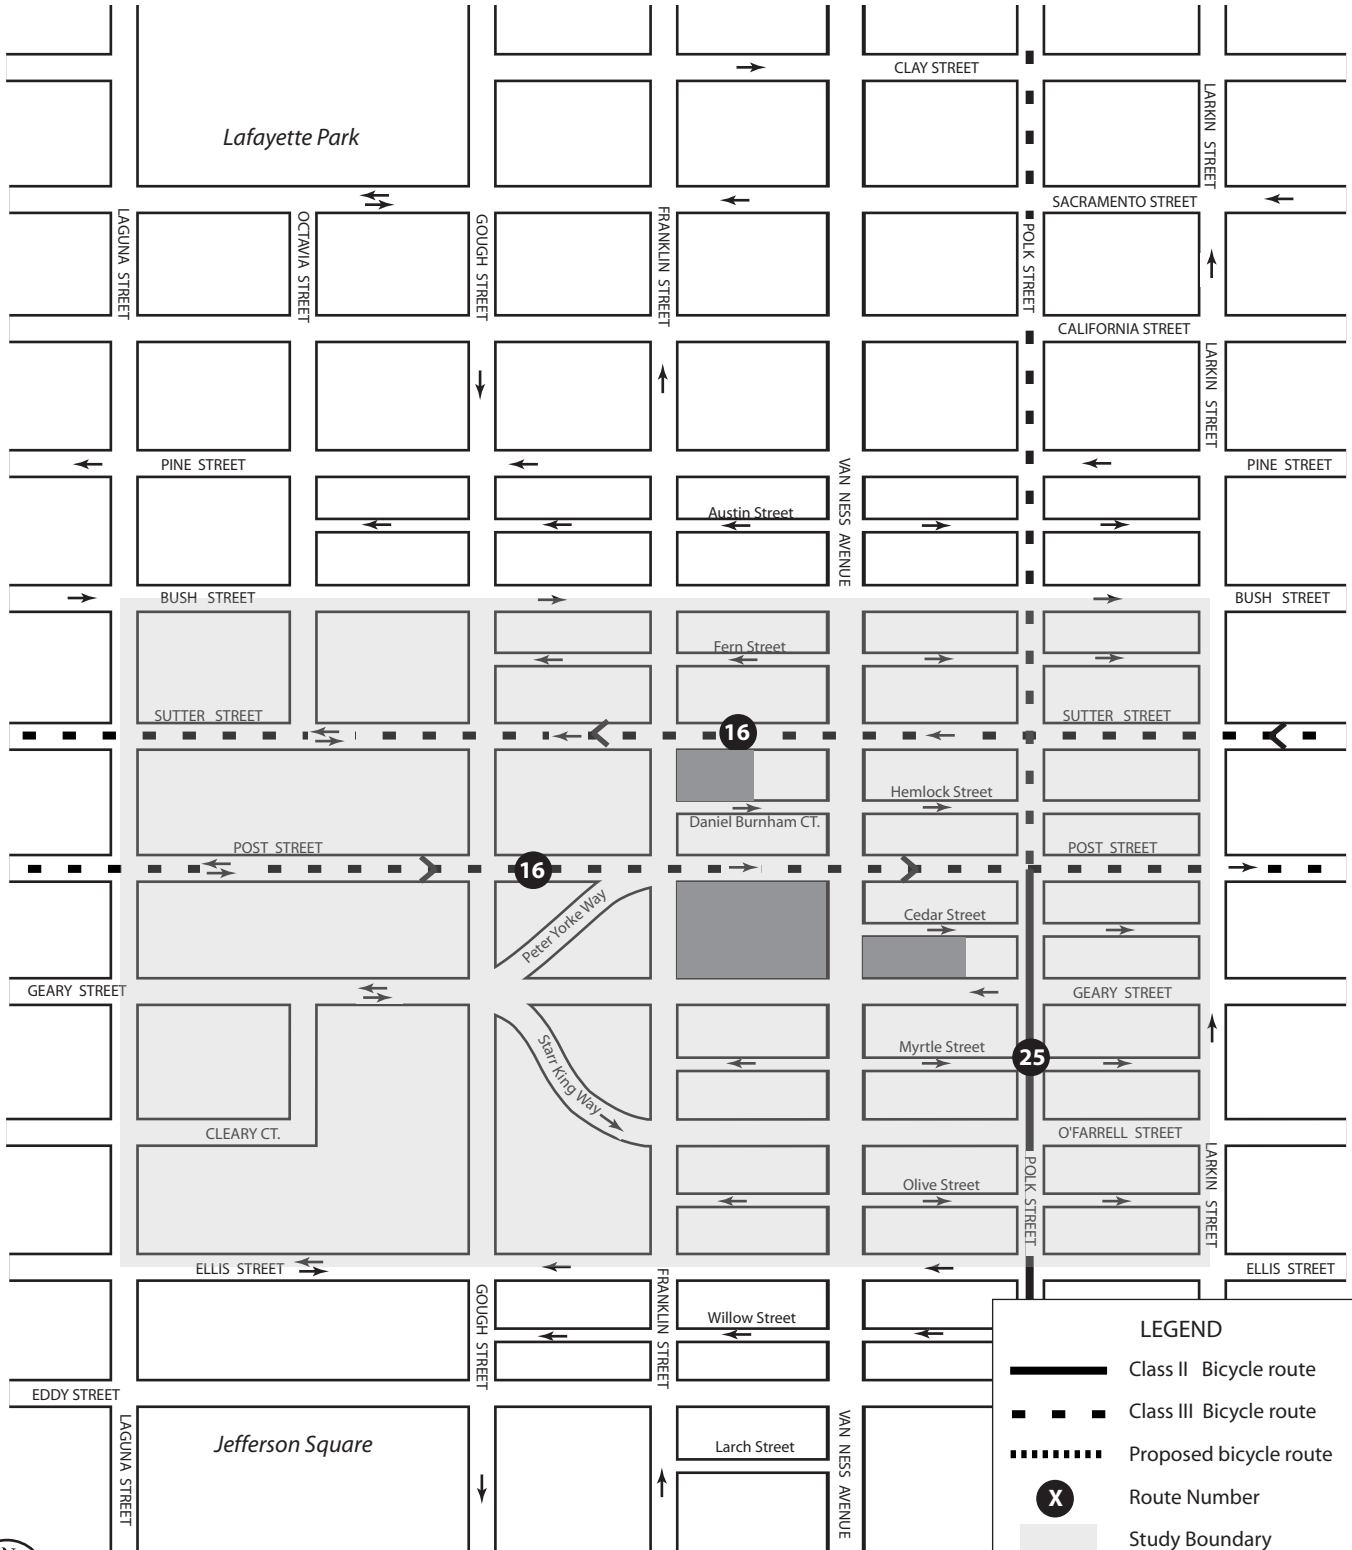 CLAY STREET
LARKIN STREET
Lafayette Park
SACRAMENTO STREET
LAGUNA STREET
OCTAVIA STREET
GOUGH STREET
FRANKLIN STREET
POLK STREET
CALIFORNIA STREET
LARKIN STREET
PINE STREET
VAN NESS AVENUE
PINE STREET
Austin Street
BUSH STREET
BUSH STREET
Fern Street
SUTTER STREET
16
SUTTER STREET
Hemlock Street
Daniel Burnham CT.
POST STREET
16
POST STREET
Peter Yorke Way
Cedar Street
GEARY STREET
GEARY STREET
Starr King Way
Myrtle Street
25
CLEARY CT.
O'FARRELL STREET
POLK STREET
LARKIN STREET
Olive Street
ELLIS STREET
ELLIS STREET
GOUGH STREET
FRANKLIN STREET
Willow Street
EDDY STREET
LAGUNA STREET
Jefferson Square
Larch Street
VAN NESS AVENUE
LEGEND
Class II Bicycle route
Class III Bicycle route
Proposed bicycle route
X Route Number
Study Boundary